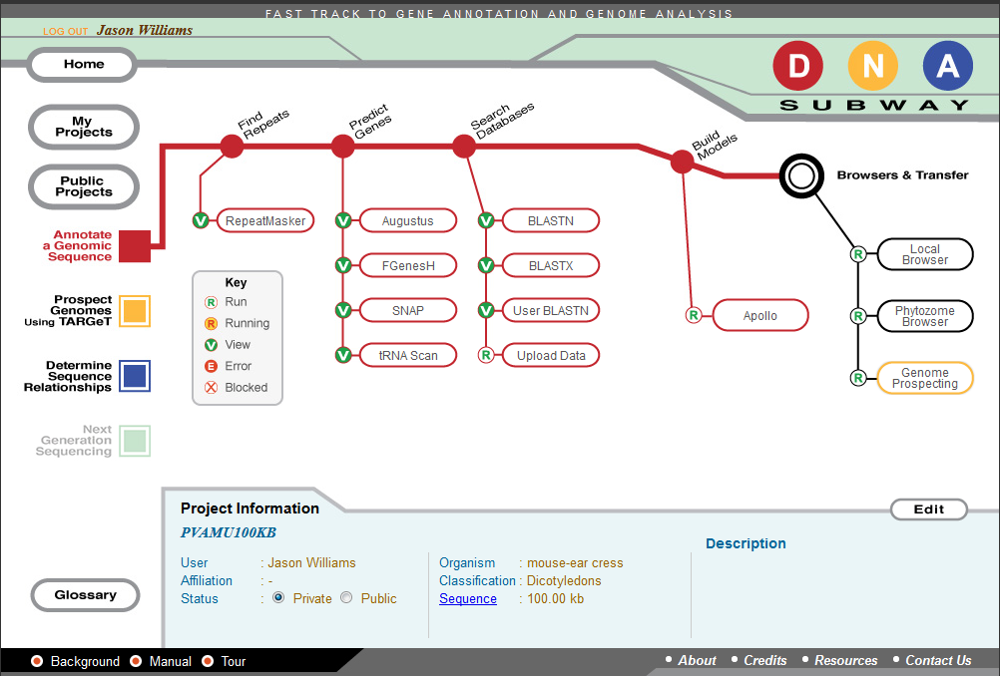 FAST TRACK TO GENE ANNOTATION AND GENOME ANALYSIS
LOG OUT Jason Williams
Home
D N A
SUBWAY
My
Projects
Public
Projects
Find
Repeats
Predict
Genes
Search
Databases
Build
Models
Browsers & Transfer
Annotate
a Genomic
Sequence
V RepeatMasker
V Augustus
V BLASTN
V FGenesH
V BLASTX
V SNAP
V User BLASTN
V tRNA Scan
R Upload Data
R Apollo
R Local
Browser
R Phytozome
Browser
R Genome
Prospecting
Key
R Run
R Running
V View
E Error
X Blocked
Prospect
Genomes
Using TARGeT
Determine
Sequence
Relationships
Next
Generation
Sequencing
Project Information
Edit
PVAMU100KB
User : Jason Williams
Affiliation : -
Status : Private Public
Organism : mouse-ear cress
Classification : Dicotyledons
Sequence : 100.00 kb
Description
Glossary
Background Manual Tour
About Credits Resources Contact Us